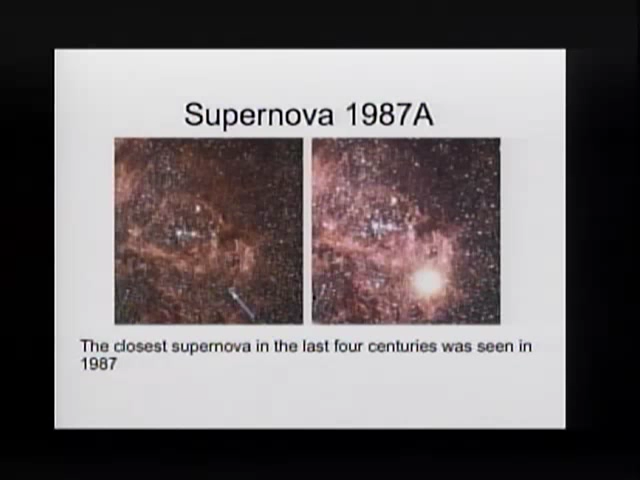 Supernova 1987A
The closest supernova in the last four centuries was seen in
1987